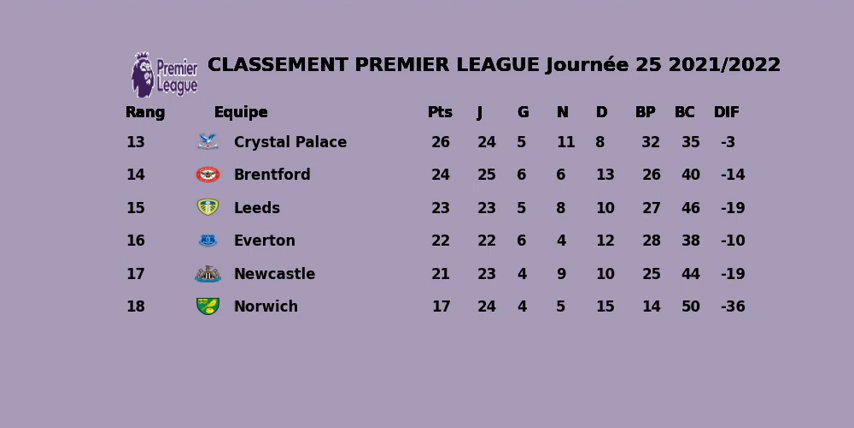 Premier League
CLASSEMENT PREMIER LEAGUE Journée 25 2021/2022
Rang Equipe Pts J G N D BP BC DIF
13 Crystal Palace 26 24 5 11 8 32 35 -3
14 Brentford 24 25 6 6 13 26 40 -14
15 Leeds 23 23 5 8 10 27 46 -19
16 Everton 22 22 6 4 12 28 38 -10
17 Newcastle 21 23 4 9 10 25 44 -19
18 Norwich 17 24 4 5 15 14 50 -36